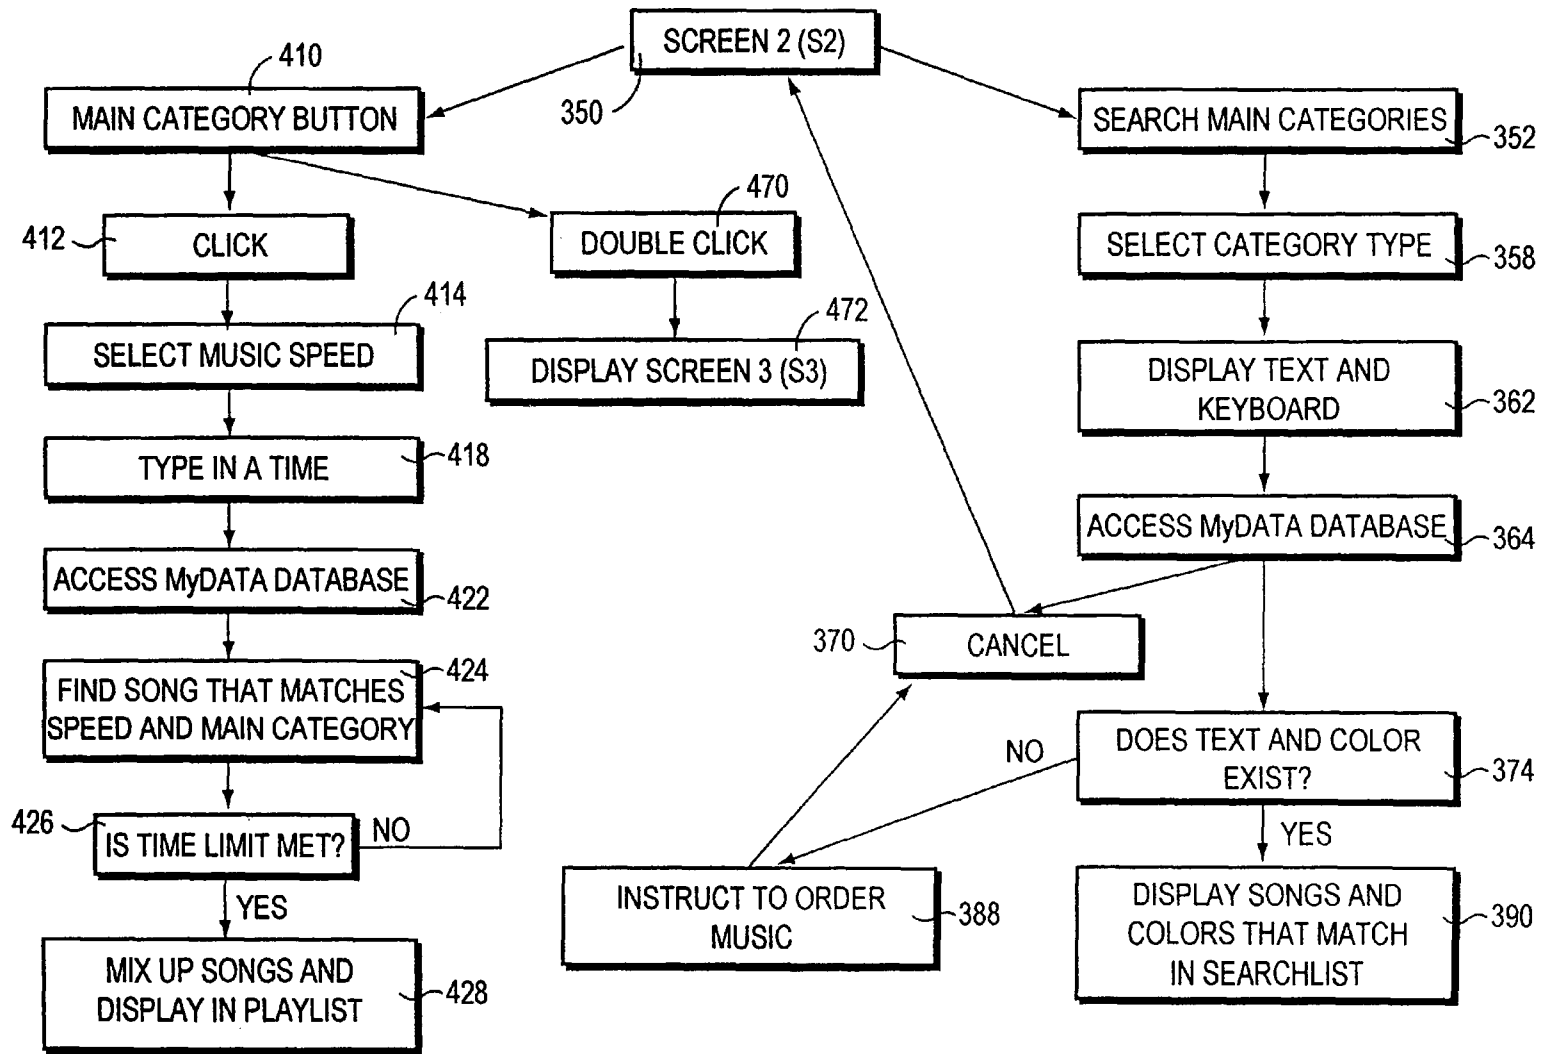 SCREEN 2 (S2)
350
410
MAIN CATEGORY BUTTON
SEARCH MAIN CATEGORIES
352
412
CLICK
470
DOUBLE CLICK
SELECT CATEGORY TYPE
358
414
SELECT MUSIC SPEED
472
DISPLAY SCREEN 3 (S3)
DISPLAY TEXT AND
KEYBOARD
362
TYPE IN A TIME
418
ACCESS MyDATA DATABASE
364
ACCESS MyDATA DATABASE
422
370
CANCEL
FIND SONG THAT MATCHES
SPEED AND MAIN CATEGORY
424
DOES TEXT AND COLOR
EXIST?
374
NO
YES
426
IS TIME LIMIT MET?
NO
YES
INSTRUCT TO ORDER
MUSIC
388
DISPLAY SONGS AND
COLORS THAT MATCH
IN SEARCHLIST
390
MIX UP SONGS AND
DISPLAY IN PLAYLIST
428